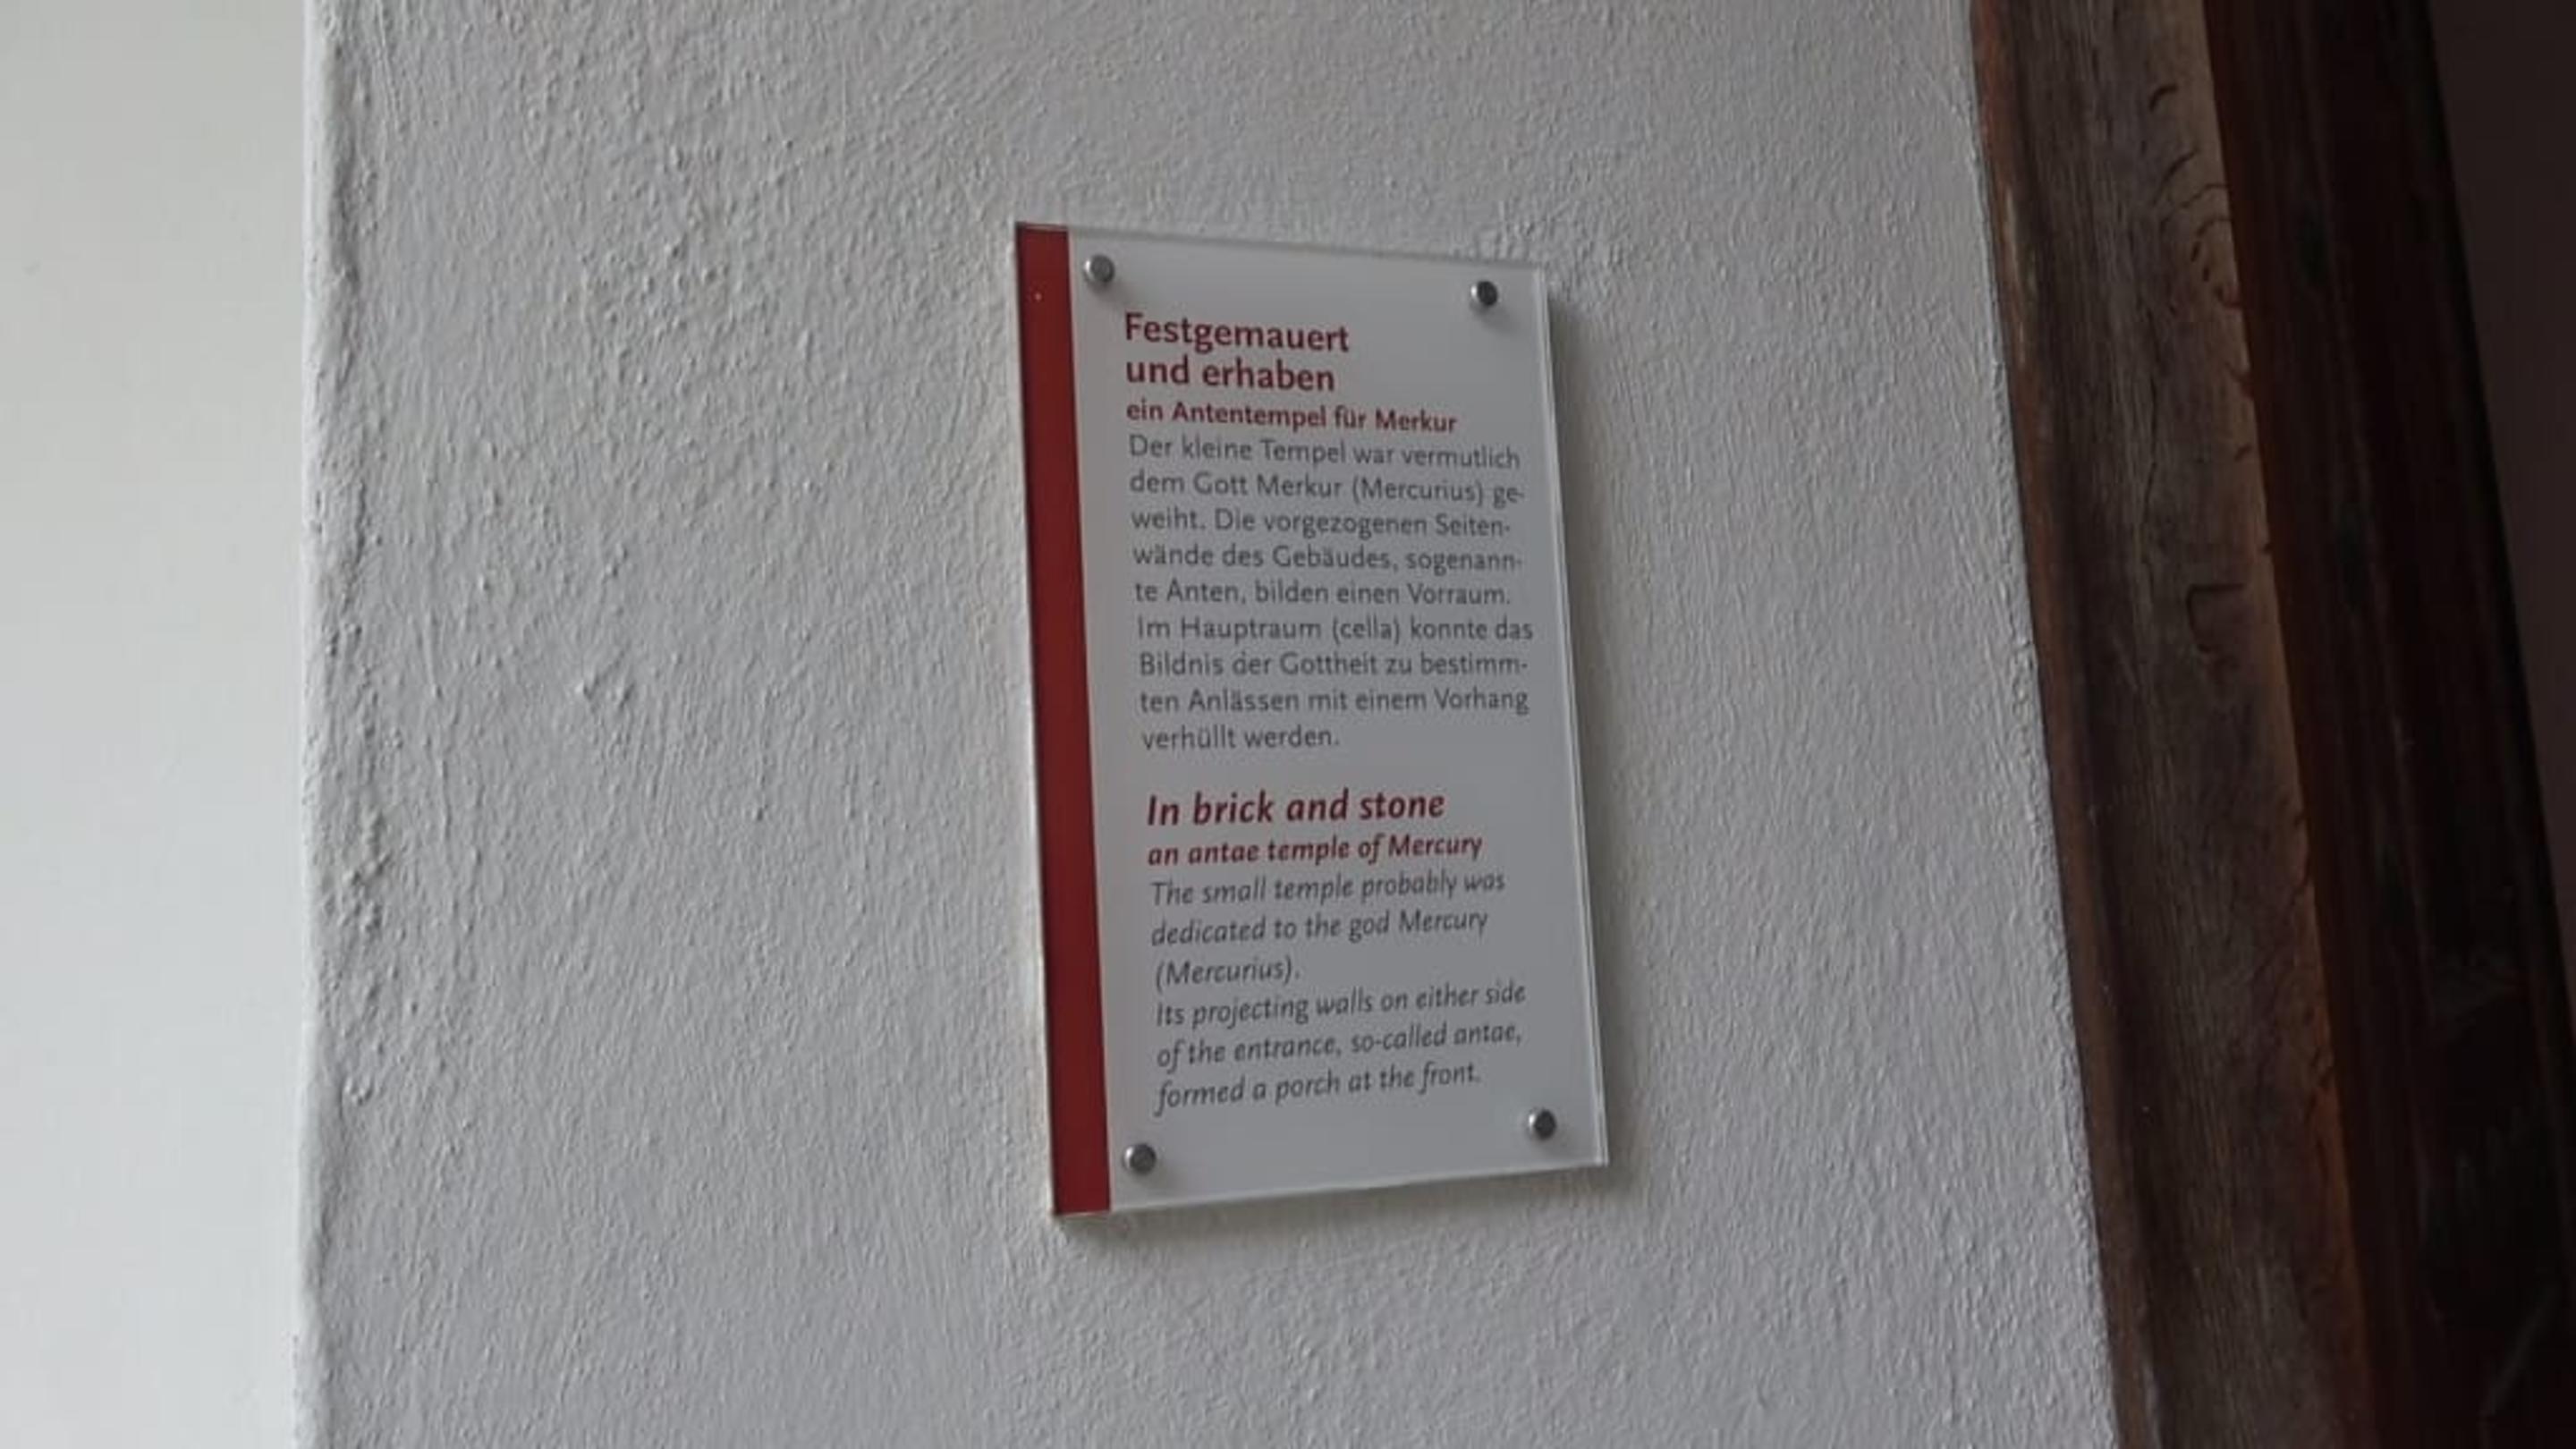 Festgemauert
und erhaben
ein Antentempel für Merkur
Der kleine Tempel war vermutlich
dem Gott Merkur (Mercurius) ge-
weiht. Die vorgezogenen Seiten-
wände des Gebäudes, sogenann-
te Anten, bilden einen Vorraum.
Im Hauptraum (cella) konnte das
Bildnis der Gottheit zu bestimm-
ten Anlässen mit einem Vorhang
verhüllt werden.
In brick and stone
an antae temple of Mercury
The small temple probably was
dedicated to the god Mercury
(Mercurius).
Its projecting walls on either side
of the entrance, so-called antae,
formed a porch at the front.